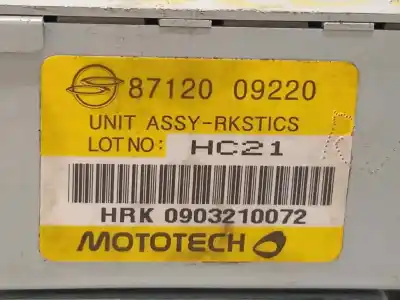 87120 09220
UNIT ASSY-RKSTICS
LOT NO: HC21
HRK 0903210072
MOTOTECH
R